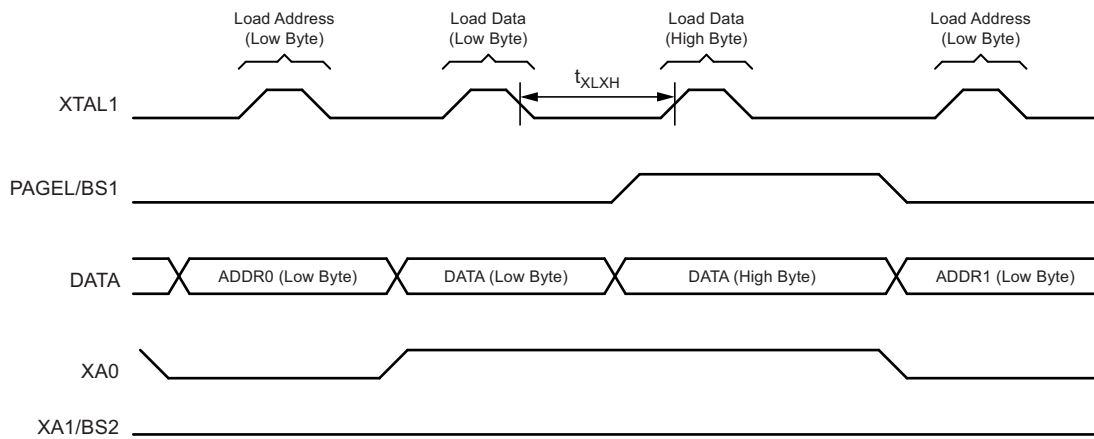 Load Address
(Low Byte)
Load Data
(Low Byte)
Load Data
(High Byte)
Load Address
(Low Byte)
tXLXH
XTAL1
PAGEL/BS1
DATA
ADDR0 (Low Byte)
DATA (Low Byte)
DATA (High Byte)
ADDR1 (Low Byte)
XA0
XA1/BS2